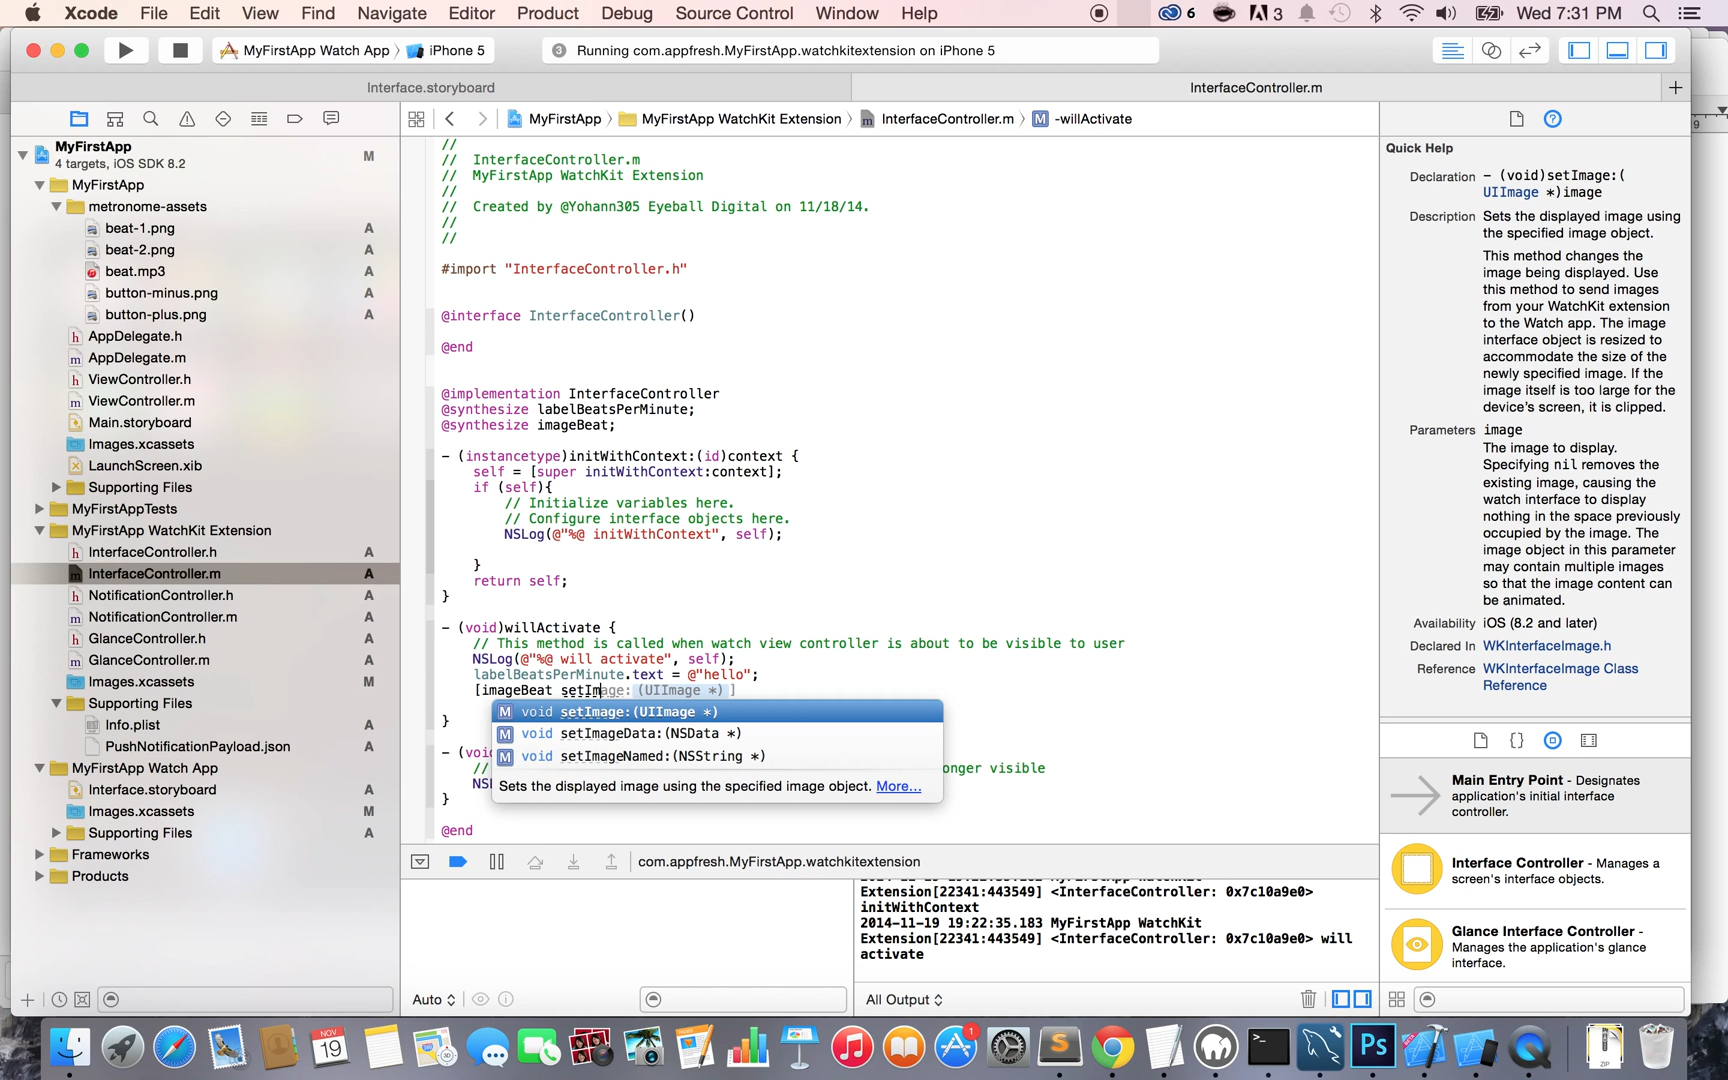 Xcode File Edit View Find Navigate Editor Product Debug Source Control Window Help 6 3 Wed 7:31 PM
MyFirstApp Watch App iPhone 5 3 Running com.appfresh.MyFirstApp.watchkitextension on iPhone 5
Interface.storyboard InterfaceController.m
MyFirstApp MyFirstApp WatchKit Extension InterfaceController.m M -willActivate
MyFirstApp M
4 targets, iOS SDK 8.2
MyFirstApp
metronome-assets
beat-1.png A
beat-2.png A
beat.mp3 A
button-minus.png A
button-plus.png A
AppDelegate.h
AppDelegate.m
ViewController.h
ViewController.m
Main.storyboard
Images.xcassets
LaunchScreen.xib
Supporting Files
MyFirstAppTests
MyFirstApp WatchKit Extension
InterfaceController.h A
InterfaceController.m A
NotificationController.h A
NotificationController.m A
GlanceController.h A
GlanceController.m A
Images.xcassets M
Supporting Files
Info.plist A
PushNotificationPayload.json A
MyFirstApp Watch App
Interface.storyboard A
Images.xcassets M
Supporting Files A
Frameworks
Products
//
// InterfaceController.m
// MyFirstApp WatchKit Extension
//
// Created by @Yohann305 Eyeball Digital on 11/18/14.
//
//
#import "InterfaceController.h"
@interface InterfaceController()
@end
@implementation InterfaceController
@synthesize labelBeatsPerMinute;
@synthesize imageBeat;
- (instancetype)initWithContext:(id)context {
self = [super initWithContext:context];
if (self){
// Initialize variables here.
// Configure interface objects here.
NSLog(@"%@ initWithContext", self);
}
return self;
}
- (void)willActivate {
// This method is called when watch view controller is about to be visible to user
NSLog(@"%@ will activate", self);
labelBeatsPerMinute.text = @"hello";
[imageBeat setImage:(UIImage *)]
M void setImage:(UIImage *)
}
M void setImageData:(NSData *)
- (voi
M void setImageNamed:(NSString *)
// onger visible
NS
Sets the displayed image using the specified image object. More...
}
@end
com.appfresh.MyFirstApp.watchkitextension
Extension[22341:443549] <InterfaceController: 0x7c10a9e0>
initWithContext
2014-11-19 19:22:35.183 MyFirstApp WatchKit
Extension[22341:443549] <InterfaceController: 0x7c10a9e0> will
activate
Auto All Output
Quick Help
Declaration - (void)setImage:(
UIImage *)image
Description Sets the displayed image using
the specified image object.
This method changes the
image being displayed. Use
this method to send images
from your WatchKit extension
to the Watch app. The image
interface object is resized to
accommodate the size of the
newly specified image. If the
image itself is too large for the
device's screen, it is clipped.
Parameters image
The image to display.
Specifying nil removes the
existing image, causing the
watch interface to display
nothing in the space previously
occupied by the image. The
image object in this parameter
may contain multiple images
so that the image content can
be animated.
Availability iOS (8.2 and later)
Declared In WKInterfaceImage.h
Reference WKInterfaceImage Class
Reference
Main Entry Point - Designates
application's initial interface
controller.
Interface Controller - Manages a
screen's interface objects.
Glance Interface Controller -
Manages the application's glance
interface.
NOV
19
3D
1
S
Ps
ZIP